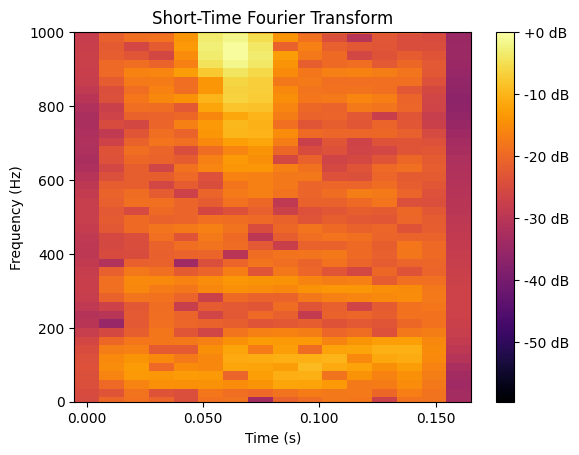 Short-Time Fourier Transform
1000
800
600
400
200
0
Frequency (Hz)
0.000
0.050
0.100
0.150
Time (s)
+0 dB
-10 dB
-20 dB
-30 dB
-40 dB
-50 dB